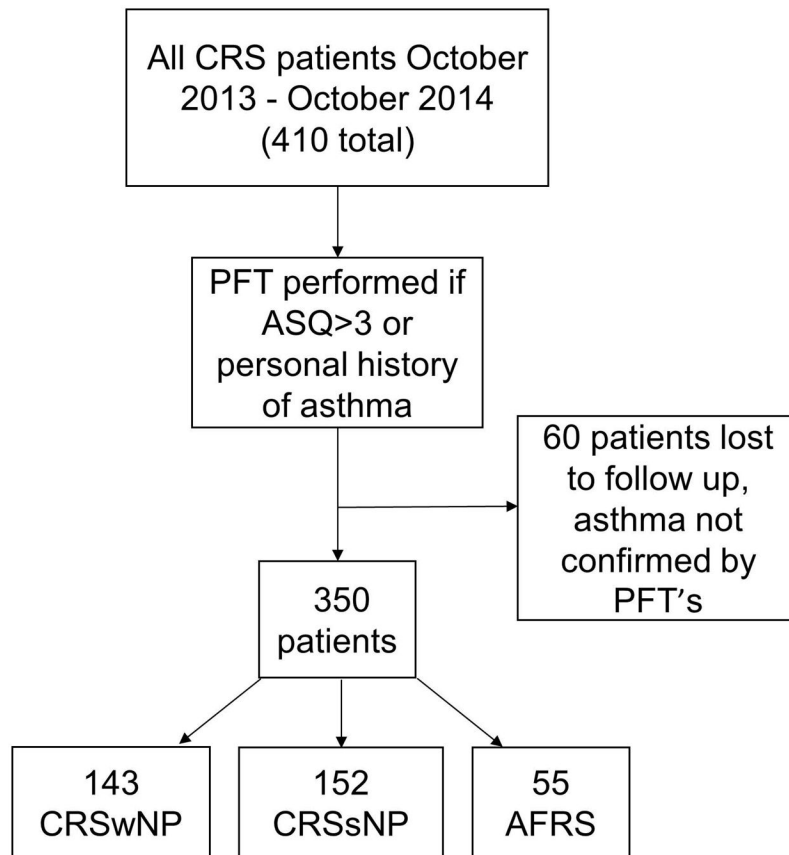 All CRS patients October
2013 - October 2014
(410 total)
PFT performed if
ASQ>3 or
personal history
of asthma
60 patients lost
to follow up,
asthma not
confirmed by
PFT’s
350
patients
143
CRSwNP
152
CRSsNP
55
AFRS